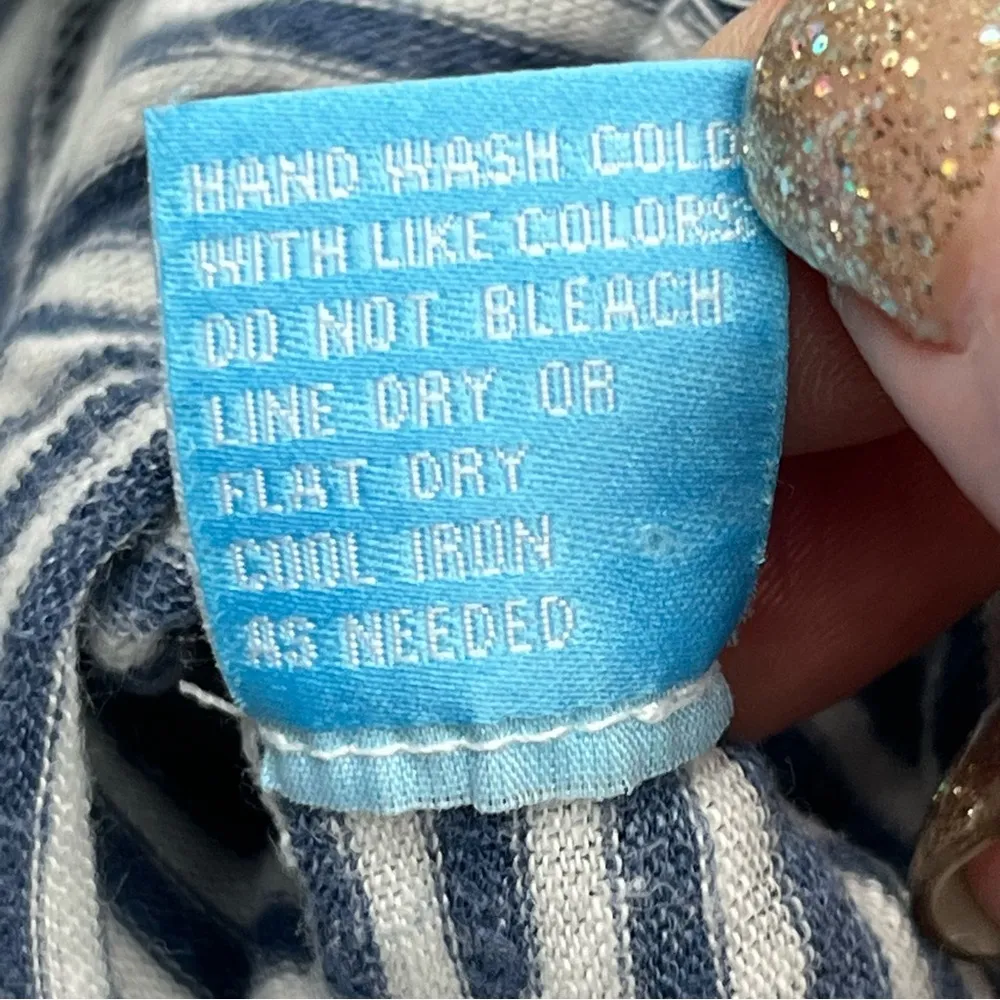 HAND WASH COLD
WITH LIKE COLORS
DO NOT BLEACH
LINE DRY OR
FLAT DRY
COOL IRON
AS NEEDED